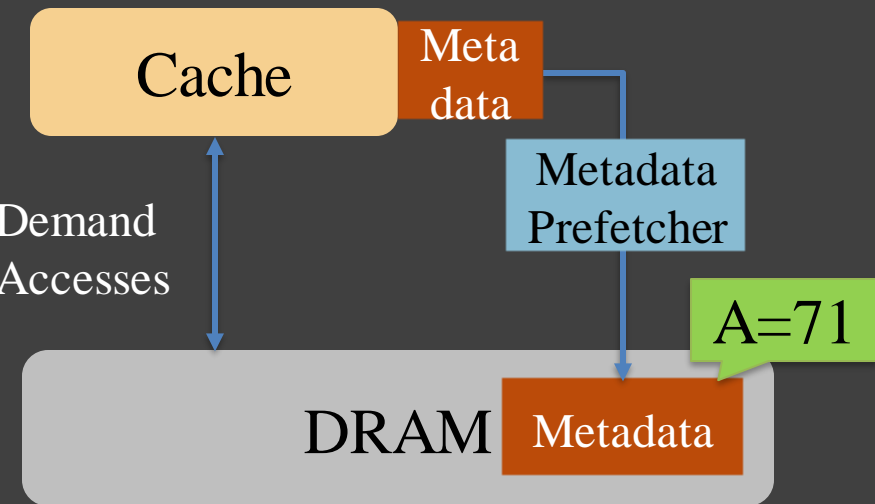 Cache
Meta
data
Metadata
Prefetcher
Demand
Accesses
A=71
DRAM
Metadata